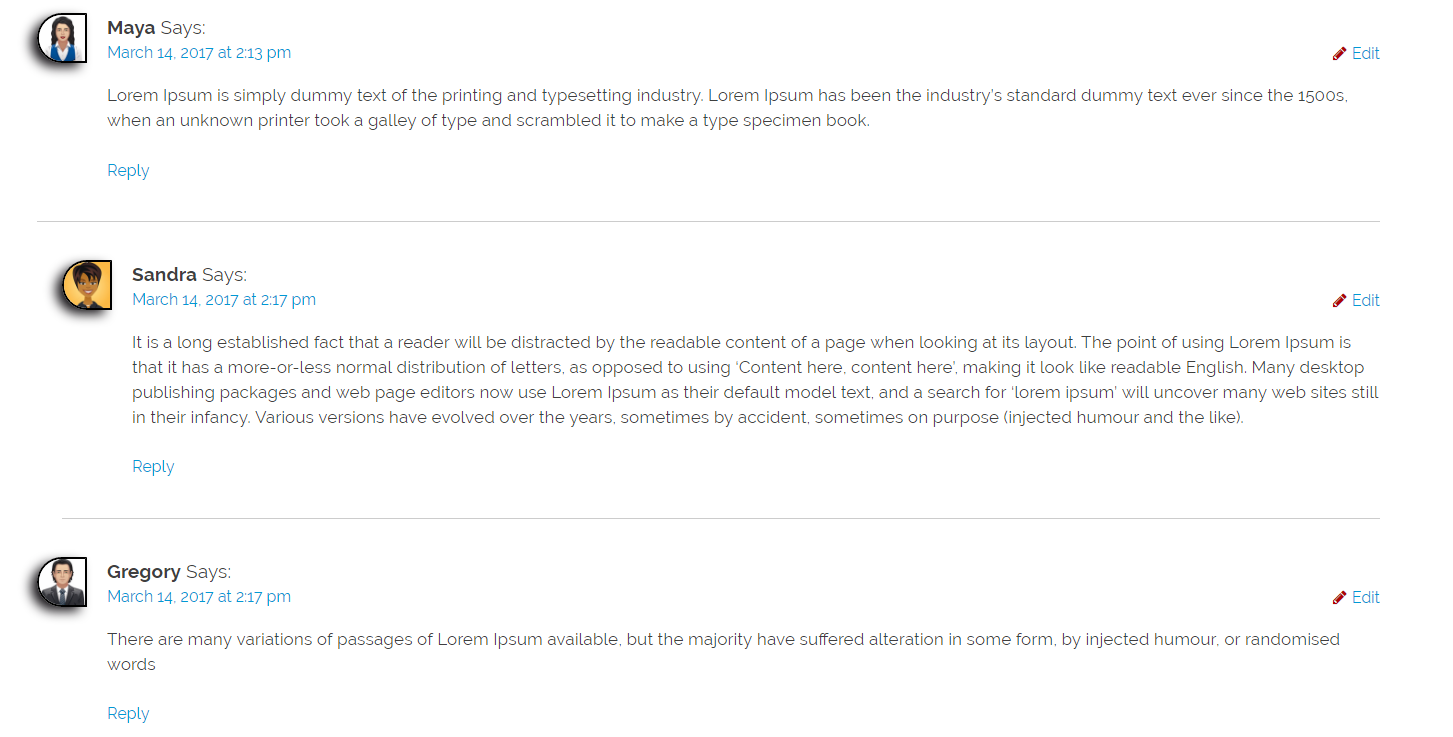 Maya Says:
March 14, 2017 at 2:13 pm
Edit
Lorem Ipsum is simply dummy text of the printing and typesetting industry. Lorem Ipsum has been the industry’s standard dummy text ever since the 1500s,
when an unknown printer took a galley of type and scrambled it to make a type specimen book.
Reply
Sandra Says:
March 14, 2017 at 2:17 pm
Edit
It is a long established fact that a reader will be distracted by the readable content of a page when looking at its layout. The point of using Lorem Ipsum is
that it has a more-or-less normal distribution of letters, as opposed to using ‘Content here, content here’, making it look like readable English. Many desktop
publishing packages and web page editors now use Lorem Ipsum as their default model text, and a search for ‘lorem ipsum’ will uncover many web sites still
in their infancy. Various versions have evolved over the years, sometimes by accident, sometimes on purpose (injected humour and the like).
Reply
Gregory Says:
March 14, 2017 at 2:17 pm
Edit
There are many variations of passages of Lorem Ipsum available, but the majority have suffered alteration in some form, by injected humour, or randomised
words
Reply